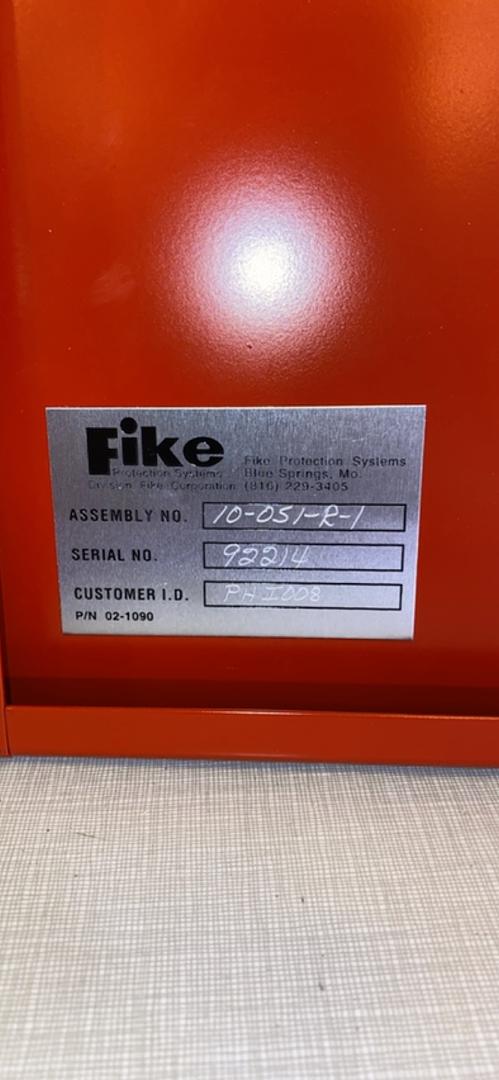 Fike
Protection Systems
Division Fike Corporation
Fike Protection Systems
Blue Springs, Mo.
(816) 229-3405
ASSEMBLY NO. 10-051-R-1
SERIAL NO. 92214
CUSTOMER I.D. PHI008
P/N 02-1090